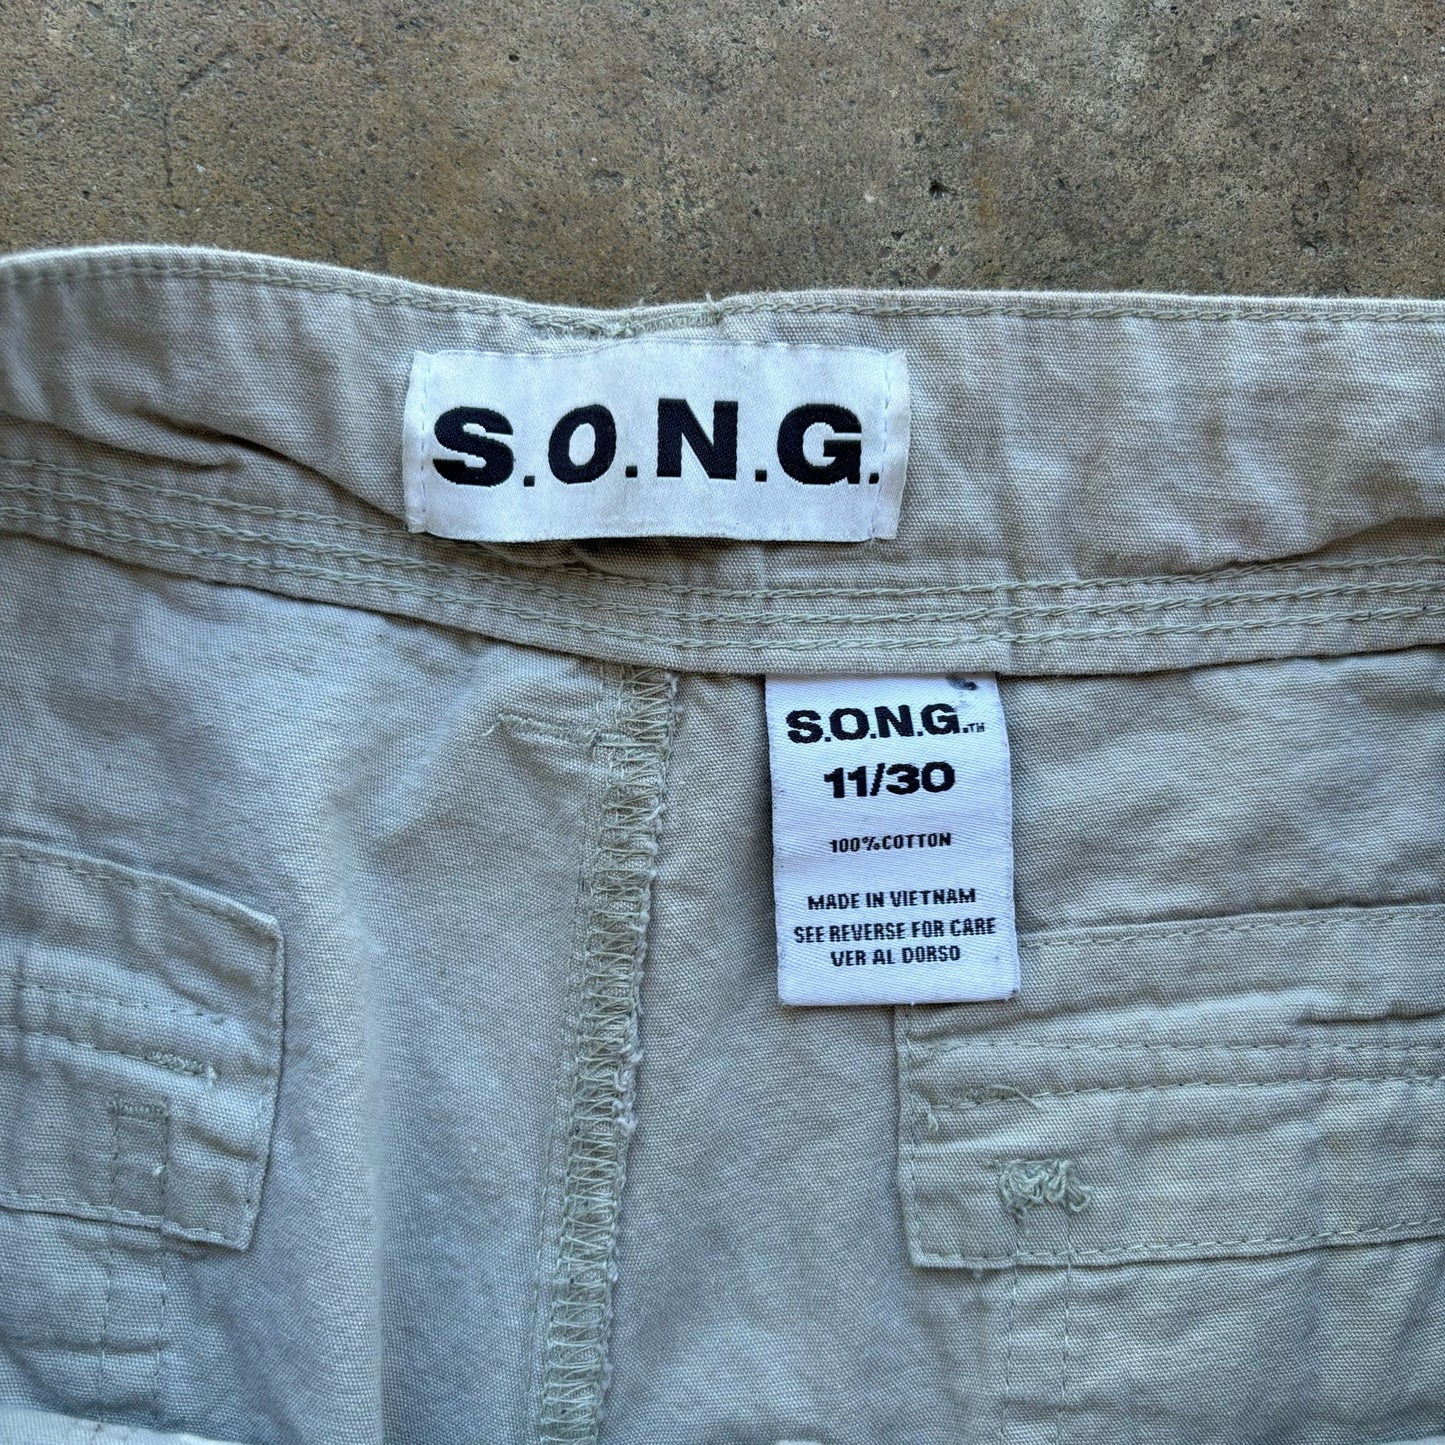 S.O.N.G.
S.O.N.G.™
11/30
100%COTTON
MADE IN VIETNAM
SEE REVERSE FOR CARE
VER AL DORSO